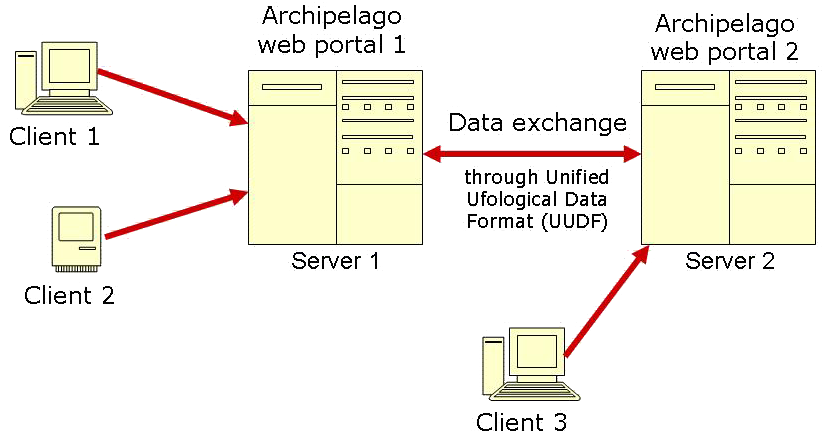 Archipelago
web portal 1
Archipelago
web portal 2
Client 1
Data exchange
through Unified
Ufological Data
Format (UUDF)
Server 1
Server 2
Client 2
Client 3